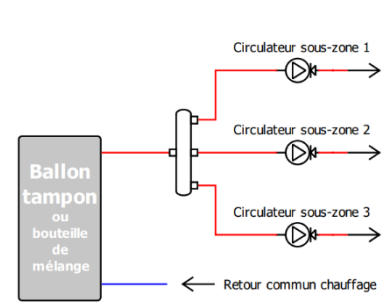 Circulateur sous-zone 1
Circulateur sous-zone 2
Ballon
tampon
ou
bouteille
de
mélange
Circulateur sous-zone 3
Retour commun chauffage